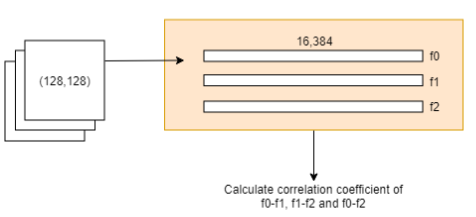 16,384
(128,128)
f0
f1
f2
Calculate correlation coefficient of
f0-f1, f1-f2 and f0-f2